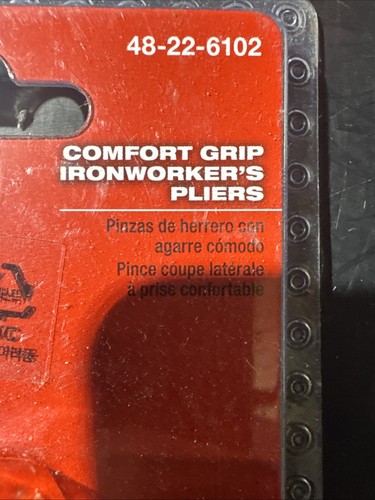 48-22-6102
COMFORT GRIP
IRONWORKER'S
PLIERS
Pinzas de herrero con
agarre cómodo
Pince coupe latérale
à prise confortable